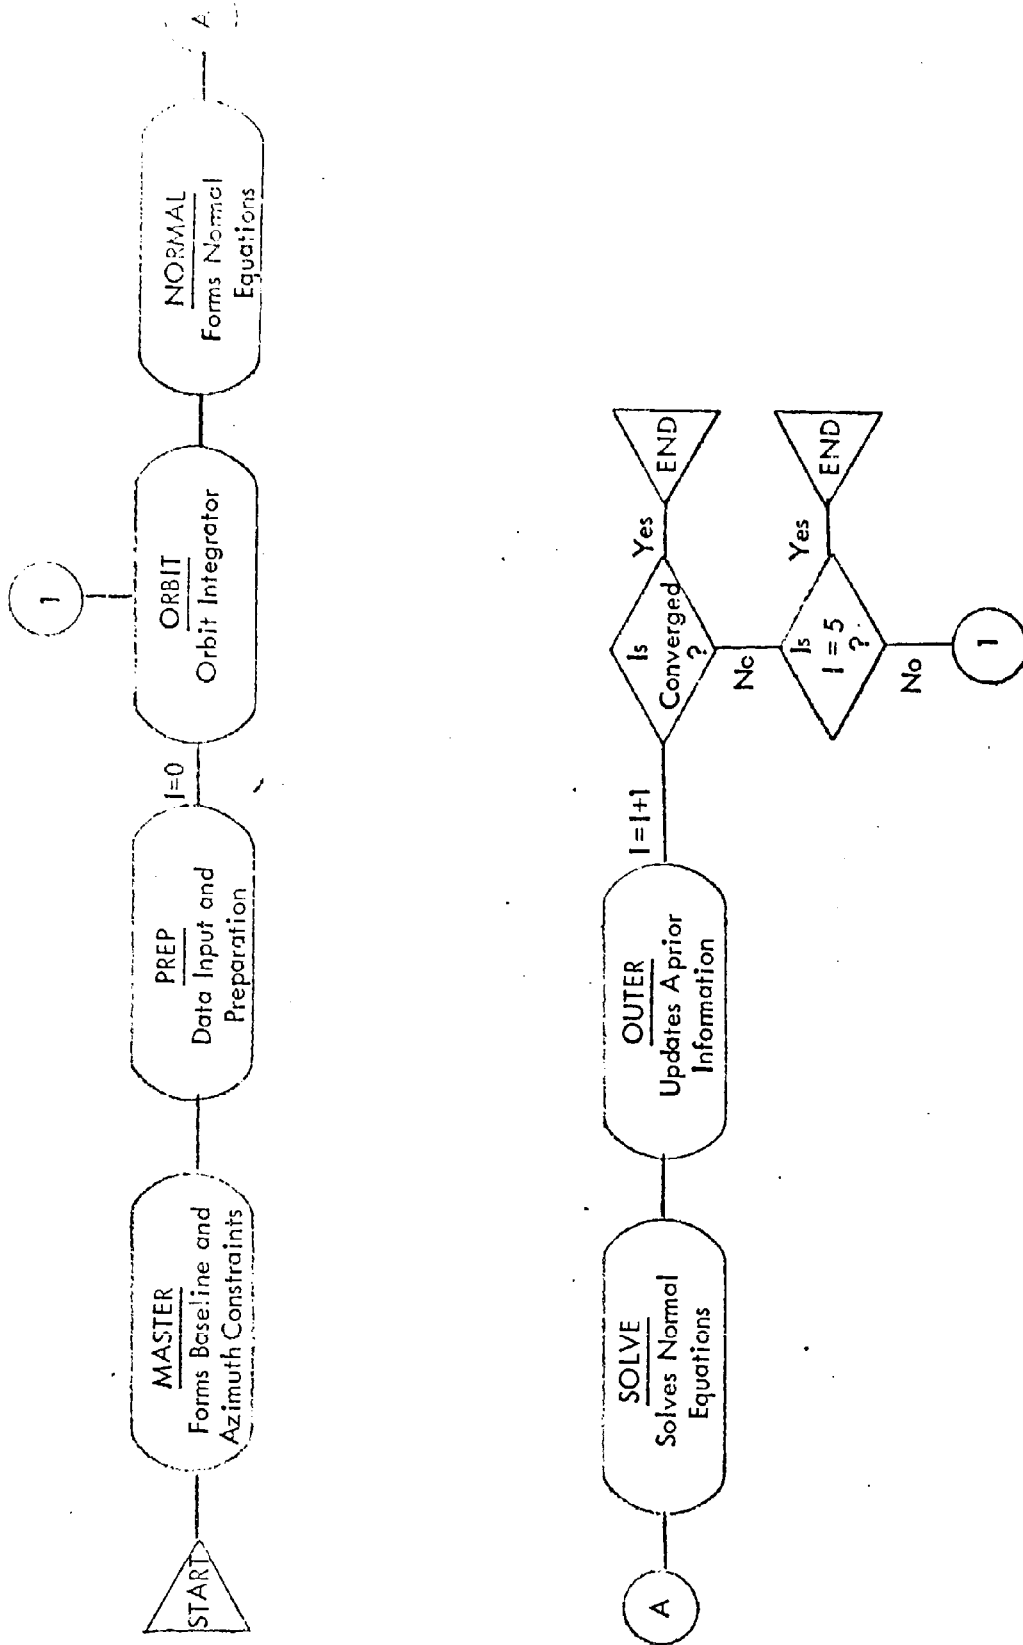 START
MASTER
Forms Baseline and
Azimuth Constraints
PREP
Data Input and
Preparation
I=0
1
ORBIT
Orbit Integrator
NORMAL
Forms Normal
Equations
A
A
SOLVE
Solves Normal
Equations
OUTER
Updates Aprior
Information
I=I+1
Is
Converged
?
Yes
END
No
Is
I=5
?
Yes
END
No
1